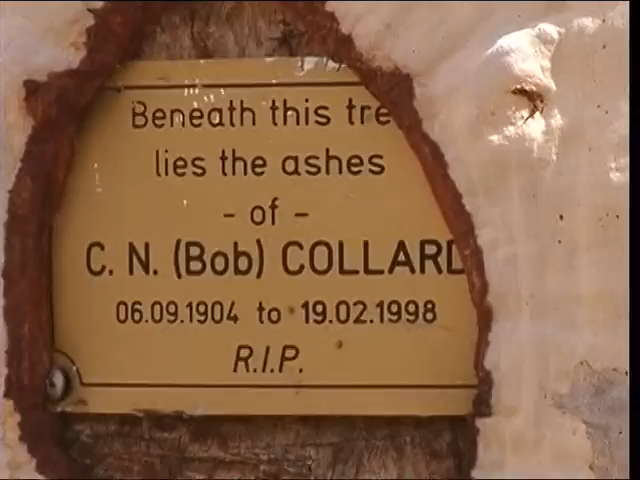 Beneath this tre
lies the ashes
- of -
C. N. (Bob) COLLARD
06.09.1904 to 19.02.1998
R.I.P.